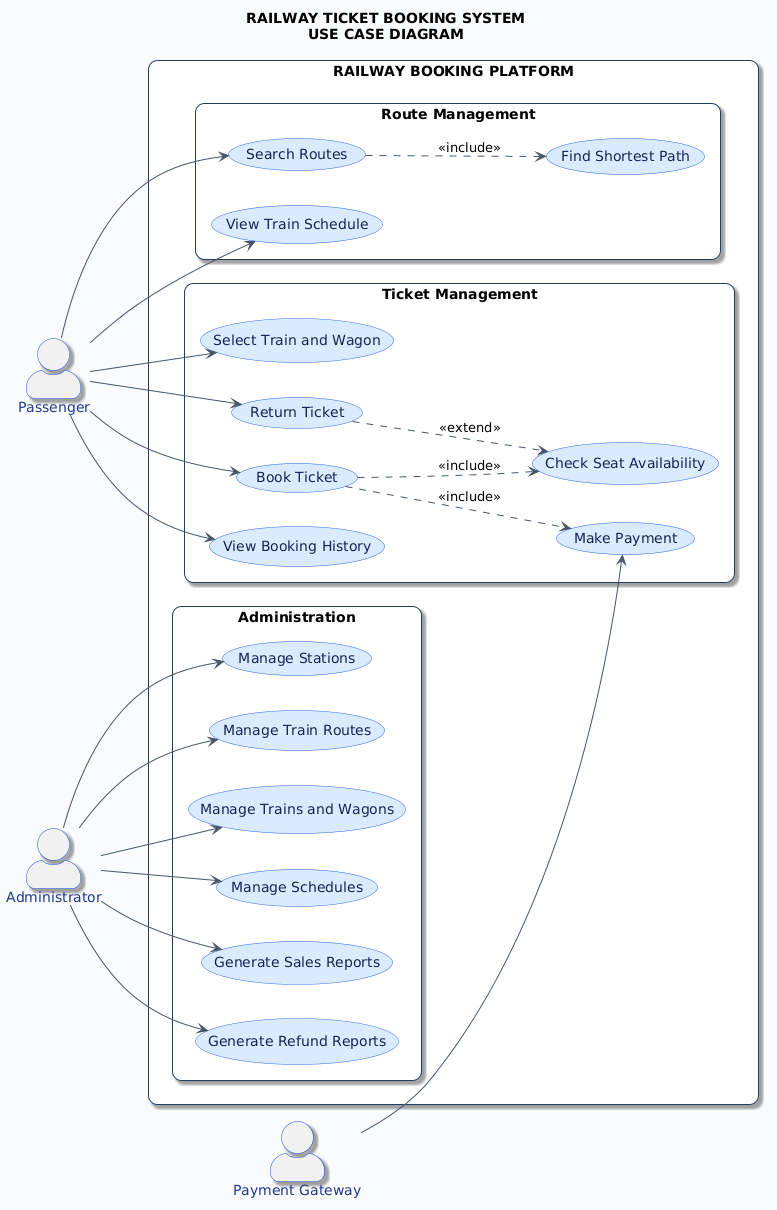 RAILWAY TICKET BOOKING SYSTEM
USE CASE DIAGRAM
RAILWAY BOOKING PLATFORM
Route Management
Search Routes
«include»
Find Shortest Path
View Train Schedule
Ticket Management
Select Train and Wagon
Return Ticket
«extend»
Check Seat Availability
Book Ticket
«include»
«include»
Make Payment
View Booking History
Passenger
Administration
Manage Stations
Manage Train Routes
Manage Trains and Wagons
Manage Schedules
Generate Sales Reports
Generate Refund Reports
Administrator
Payment Gateway